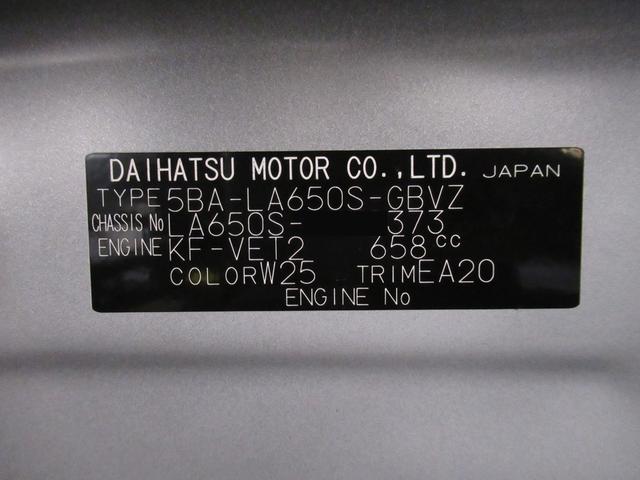 DAIHATSU MOTOR CO.,LTD. JAPAN
TYPE 5BA-LA650S-GBVZ
CHASSIS No LA650S- 373
ENGINE KF-VET2 658cc
COLOR W25 TRIM EA20
ENGINE No